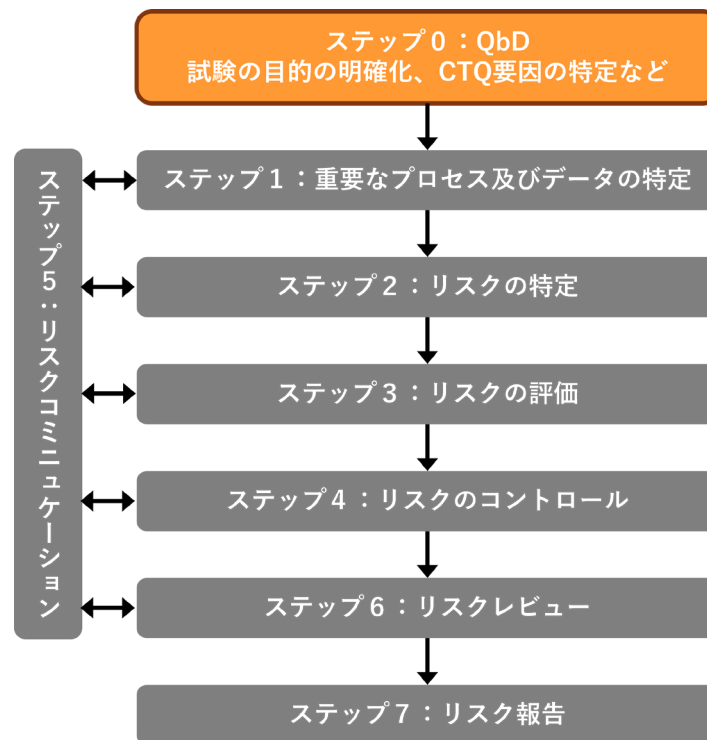 ステップ０：QbD
試験の目的の明確化、CTQ要因の特定など
ステップ１：重要なプロセス及びデータの特定
ステップ５：リスクコミニュケーション
ステップ２：リスクの特定
ステップ３：リスクの評価
ステップ４：リスクのコントロール
ステップ６：リスクレビュー
ステップ７：リスク報告